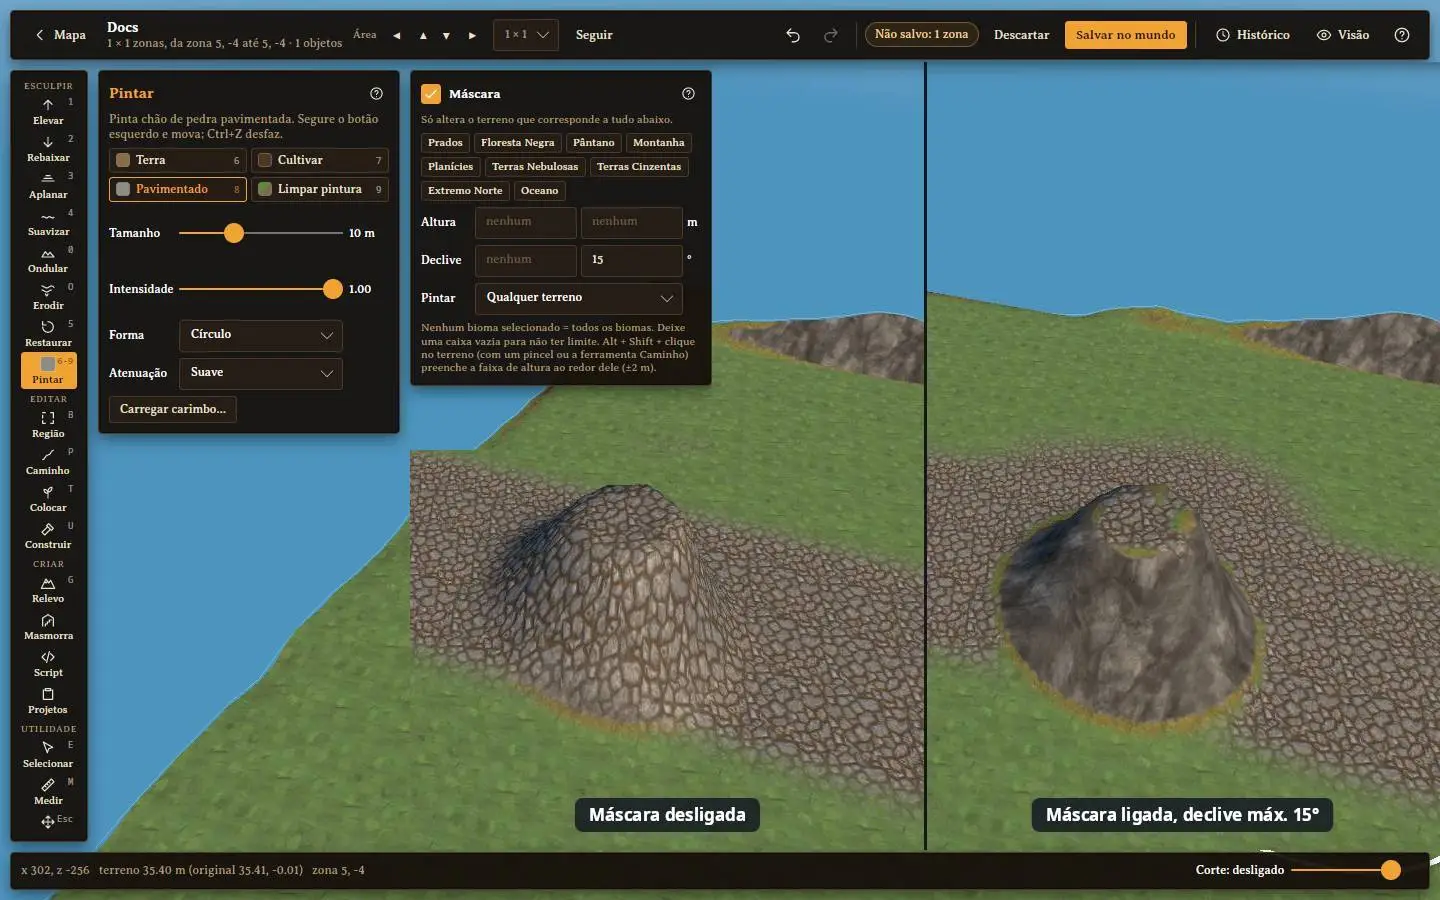 Mapa
Docs
1 × 1 zonas, da zona 5, -4 até 5, -4 · 1 objetos
Área
1 × 1
Seguir
Não salvo: 1 zona
Descartar
Salvar no mundo
Histórico
Visão
ESCULPIR
1
Elevar
2
Rebaixar
3
Aplanar
4
Suavizar
0
Ondular
O
Erodir
5
Restaurar
6-9
Pintar
EDITAR
B
Região
P
Caminho
T
Colocar
U
Construir
CRIAR
G
Relevo
Masmorra
Script
Projetos
UTILIDADE
E
Selecionar
M
Medir
Esc
Pintar
Pinta chão de pedra pavimentada. Segure o botão
esquerdo e mova; Ctrl+Z desfaz.
Terra 6
Cultivar 7
Pavimentado 8
Limpar pintura 9
Tamanho 10 m
Intensidade 1.00
Forma Círculo
Atenuação Suave
Carregar carimbo...
Máscara
Só altera o terreno que corresponde a tudo abaixo.
Prados Floresta Negra Pântano Montanha
Planícies Terras Nebulosas Terras Cinzentas
Extremo Norte Oceano
Altura nenhum nenhum m
Declive nenhum 15 °
Pintar Qualquer terreno
Nenhum bioma selecionado = todos os biomas. Deixe
uma caixa vazia para não ter limite. Alt + Shift + clique
no terreno (com um pincel ou a ferramenta Caminho)
preenche a faixa de altura ao redor dele (±2 m).
Máscara desligada
Máscara ligada, declive máx. 15°
x 302, z -256 terreno 35.40 m (original 35.41, -0.01) zona 5, -4
Corte: desligado